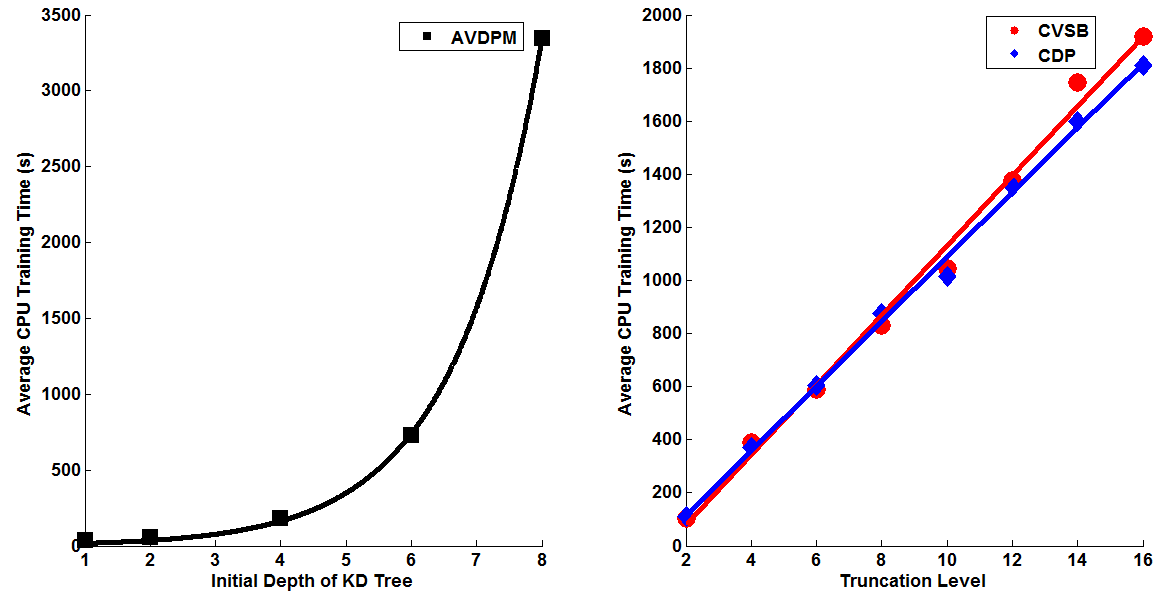 3500
3000
2500
2000
1500
1000
500
0
Average CPU Training Time (s)
AVDPM
1 2 3 4 5 6 7 8
Initial Depth of KD Tree
2000
1800
1600
1400
1200
1000
800
600
400
200
0
Average CPU Training Time (s)
CVSB
CDP
2 4 6 8 10 12 14 16
Truncation Level